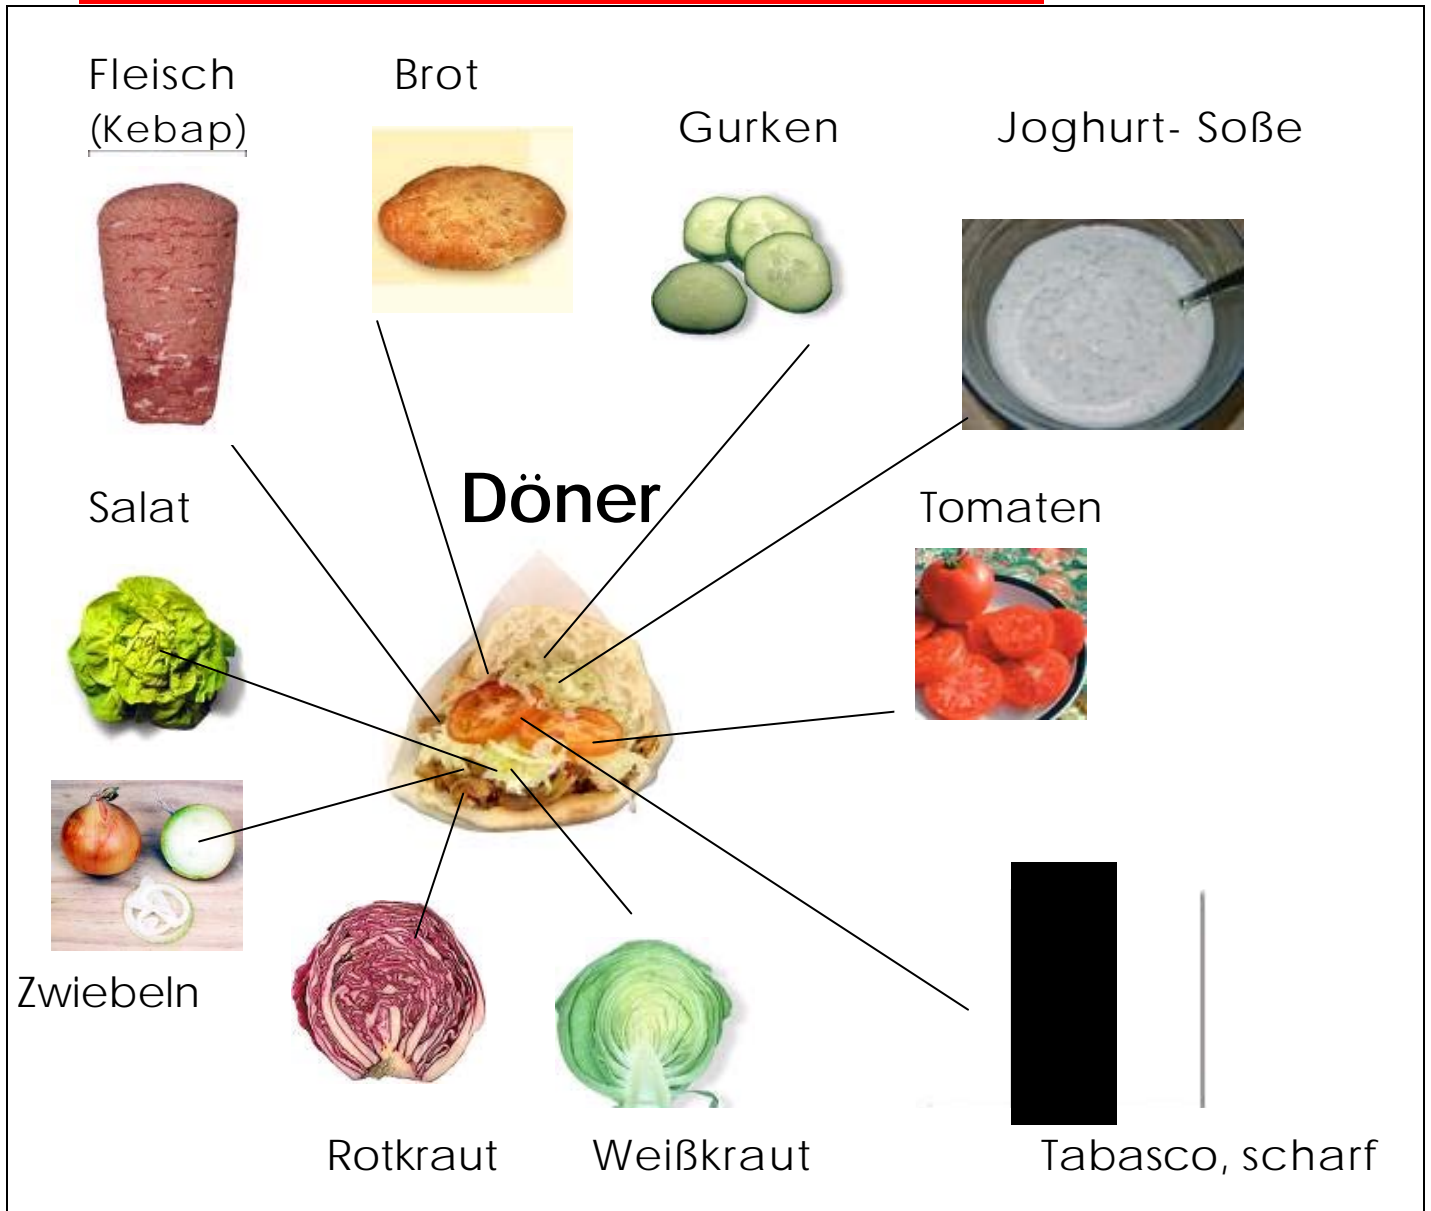 Fleisch
(Kebap)
Brot
Gurken
Joghurt- Soße
Salat
Döner
Tomaten
Zwiebeln
Rotkraut
Weißkraut
Tabasco, scharf